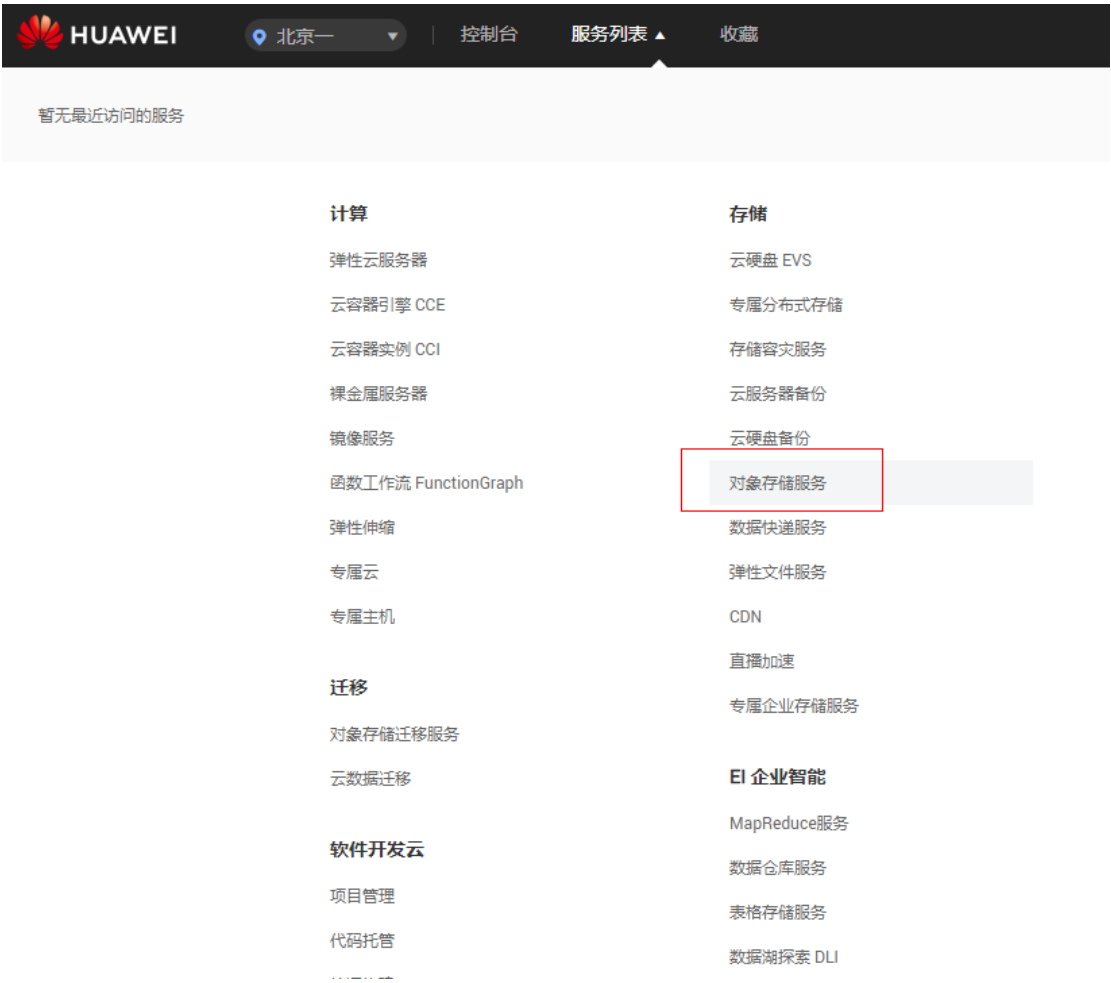 HUAWEI 北京一 控制台 服务列表 收藏
暂无最近访问的服务
计算
弹性云服务器
云容器引擎 CCE
云容器实例 CCI
裸金属服务器
镜像服务
函数工作流 FunctionGraph
弹性伸缩
专属云
专属主机
迁移
对象存储迁移服务
云数据迁移
软件开发云
项目管理
代码托管
存储
云硬盘 EVS
专属分布式存储
存储容灾服务
云服务器备份
云硬盘备份
对象存储服务
数据快递服务
弹性文件服务
CDN
直播加速
专属企业存储服务
EI 企业智能
MapReduce服务
数据仓库服务
表格存储服务
数据湖探索 DLI